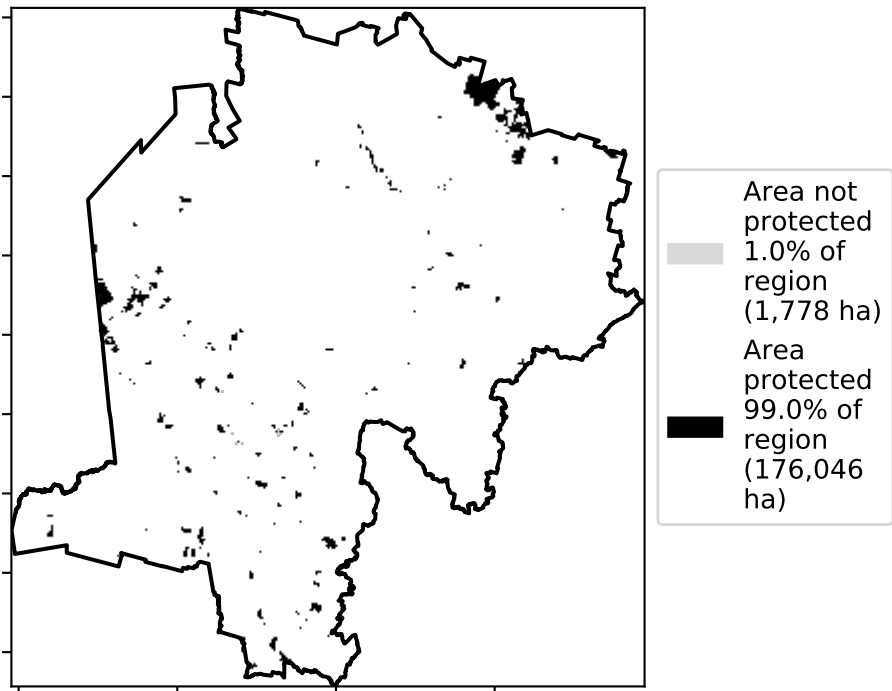 Area not
protected
1.0% of
region
(1,778 ha)
Area
protected
99.0% of
region
(176,046
ha)